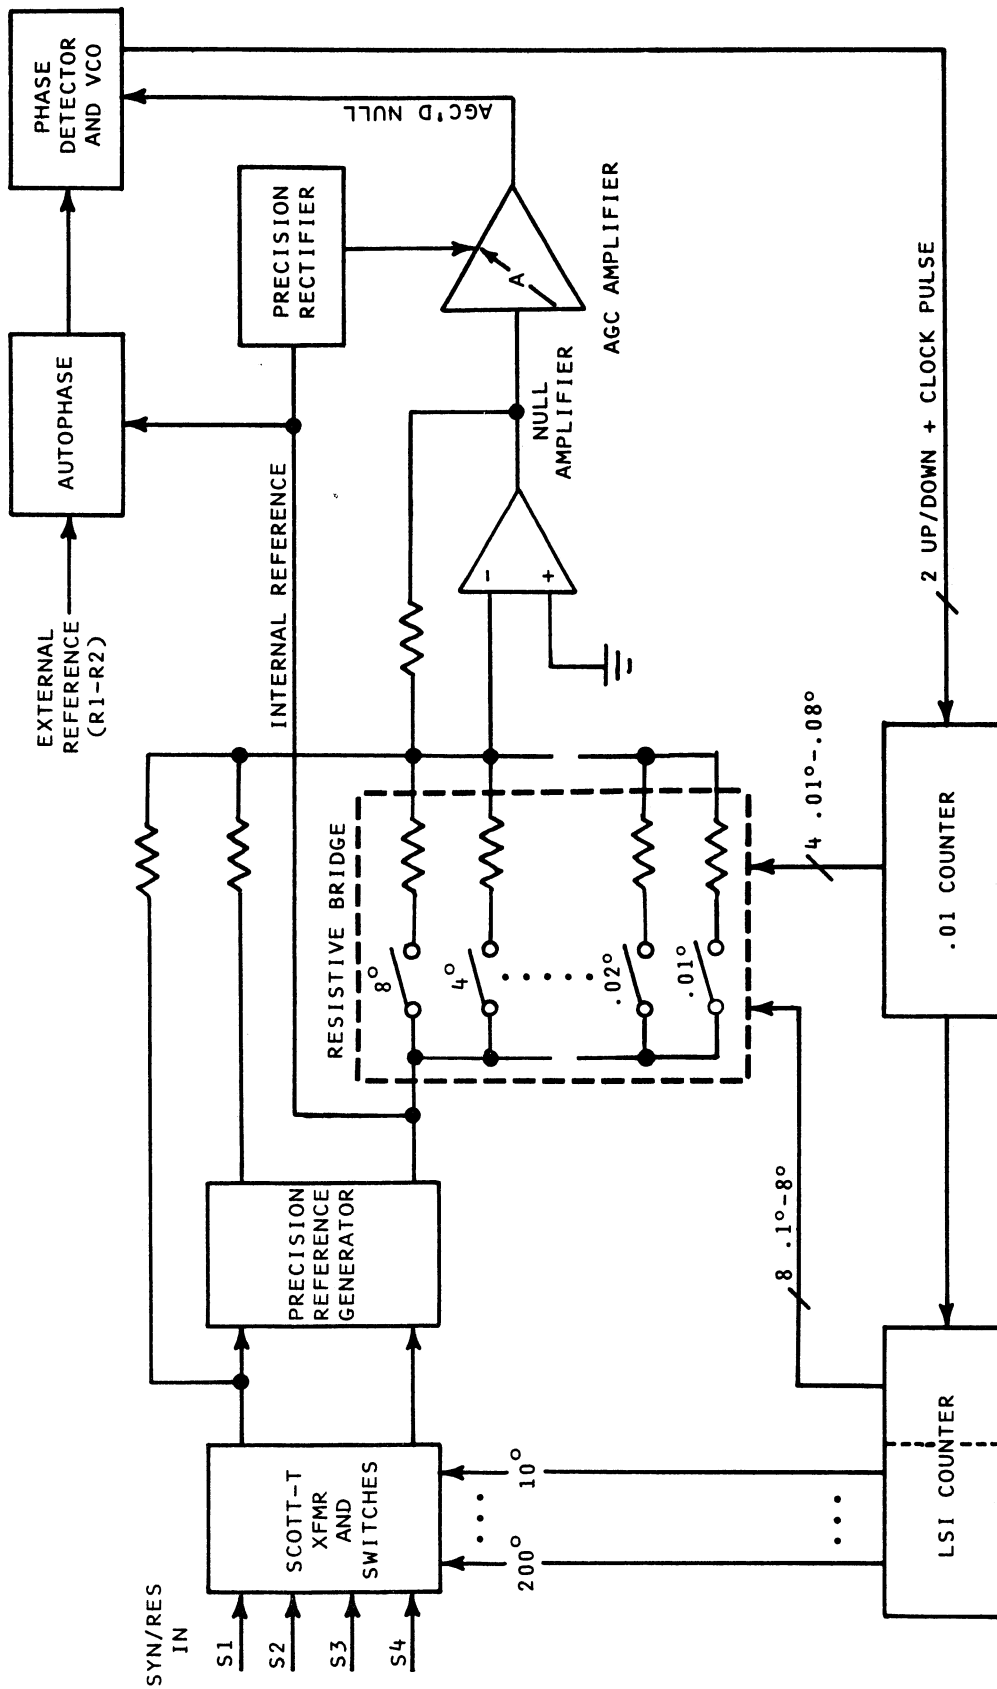 SYN/RES
IN
S1
S2
S3
S4
SCOTT-T
XFMR
AND
SWITCHES
200°
10°
PRECISION
REFERENCE
GENERATOR
INTERNAL REFERENCE
RESISTIVE BRIDGE
8°
4°
.02°
.01°
EXTERNAL
REFERENCE
(R1-R2)
AUTOPHASE
PHASE
DETECTOR
AND VCO
PRECISION
RECTIFIER
AGC'D NULL
A
AGC AMPLIFIER
-
+
NULL
AMPLIFIER
8 .1°-8°
4 .01°-.08°
2 UP/DOWN + CLOCK PULSE
LSI COUNTER
.01 COUNTER